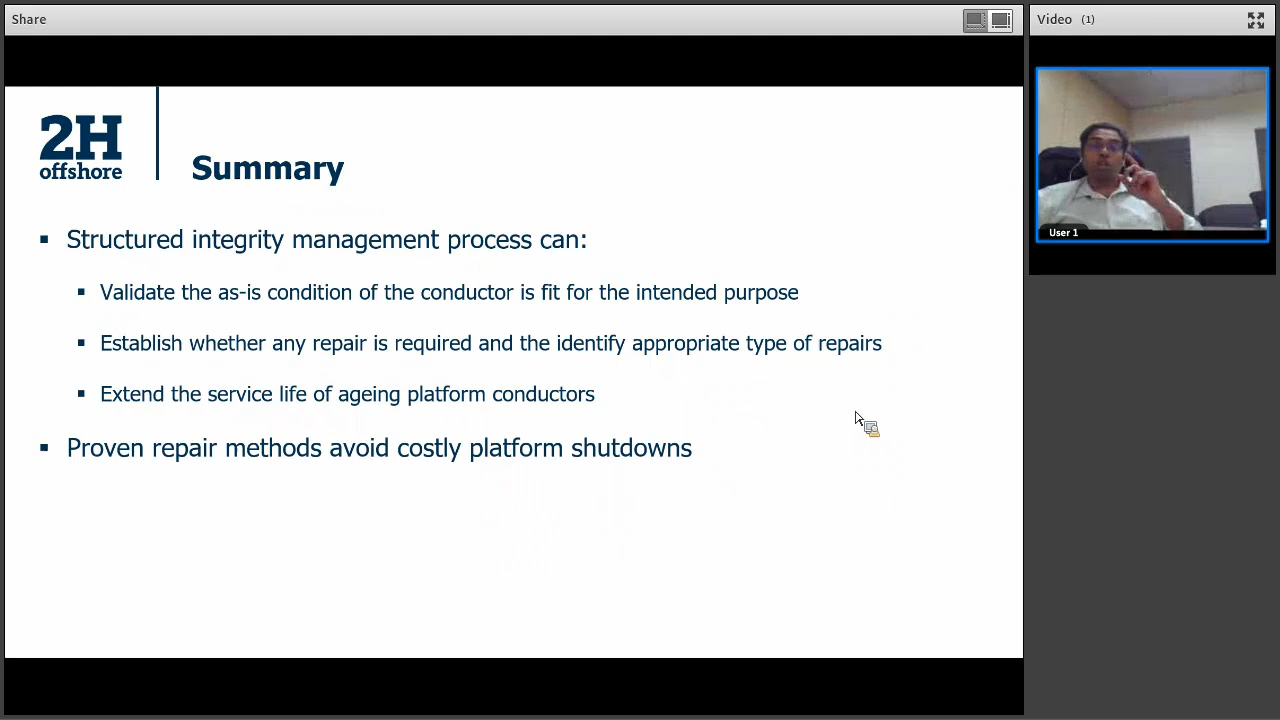 Share
Video (1)
2H
offshore
Summary
Structured integrity management process can:
Validate the as-is condition of the conductor is fit for the intended purpose
Establish whether any repair is required and the identify appropriate type of repairs
Extend the service life of ageing platform conductors
Proven repair methods avoid costly platform shutdowns
User 1